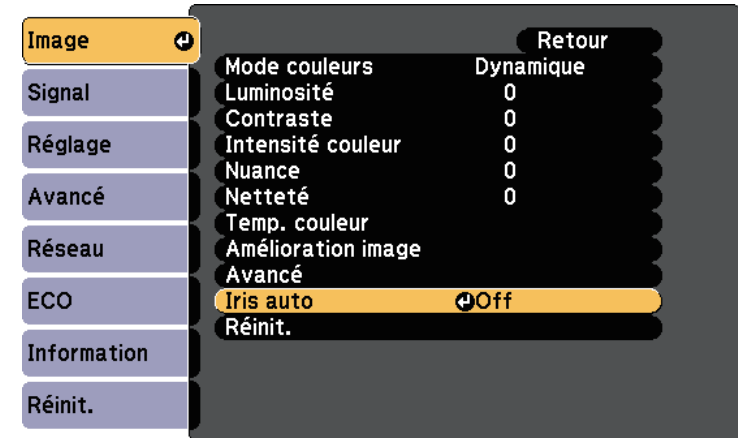 Image
Signal
Réglage
Avancé
Réseau
ECO
Information
Réinit.
Retour
Mode couleurs Dynamique
Luminosité 0
Contraste 0
Intensité couleur 0
Nuance 0
Netteté 0
Temp. couleur
Amélioration image
Avancé
Iris auto Off
Réinit.